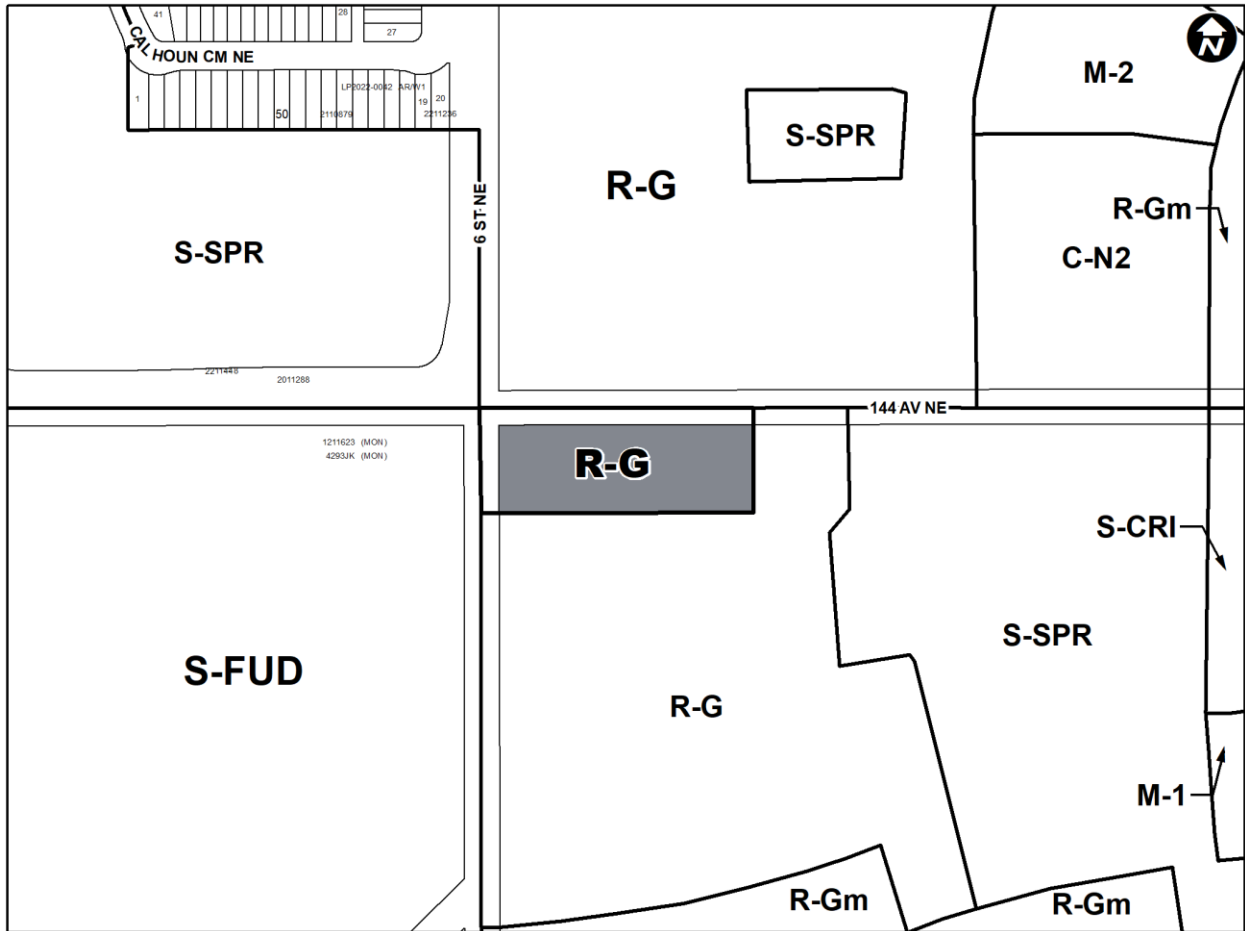 41
28
27
CALHOUN CM NE
N
M-2
LP2022-0042 AR/W1
1
19
20
50
2110879
2211236
S-SPR
R-G
R-Gm
6 ST NE
S-SPR
C-N2
2211448
2011288
144 AV NE
1211623 (MON)
4293JK (MON)
R-G
S-CRI
S-SPR
S-FUD
R-G
M-1
R-Gm
R-Gm